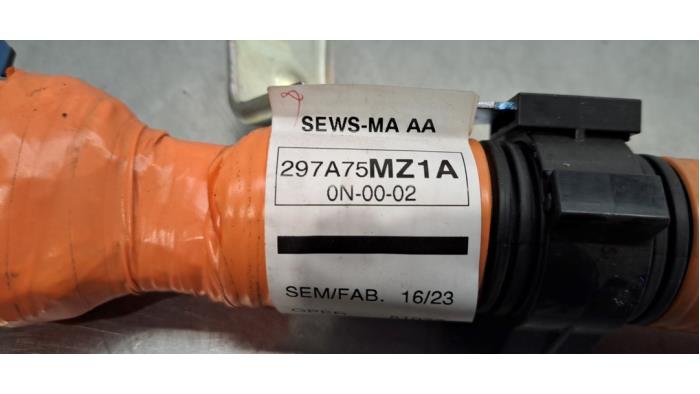 SEWS-MA AA
297A75MZ1A
0N-00-02
SEM/FAB. 16/23